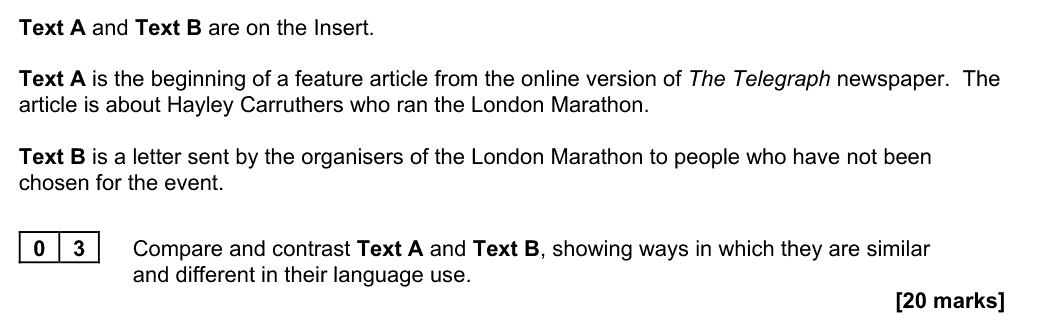 Text A and Text B are on the Insert.
Text A is the beginning of a feature article from the online version of The Telegraph newspaper. The
article is about Hayley Carruthers who ran the London Marathon.
Text B is a letter sent by the organisers of the London Marathon to people who have not been
chosen for the event.
0 3 Compare and contrast Text A and Text B, showing ways in which they are similar
and different in their language use.
[20 marks]